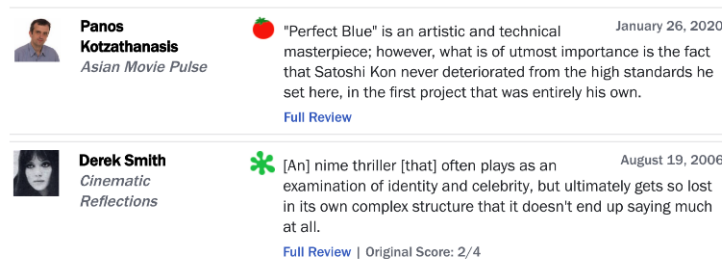 Panos
Kotzathanasis
Asian Movie Pulse
"Perfect Blue" is an artistic and technical
January 26, 2020
masterpiece; however, what is of utmost importance is the fact
that Satoshi Kon never deteriorated from the high standards he
set here, in the first project that was entirely his own.
Full Review
Derek Smith
Cinematic
Reflections
[An] nime thriller [that] often plays as an
August 19, 2006
examination of identity and celebrity, but ultimately gets so lost
in its own complex structure that it doesn't end up saying much
at all.
Full Review | Original Score: 2/4